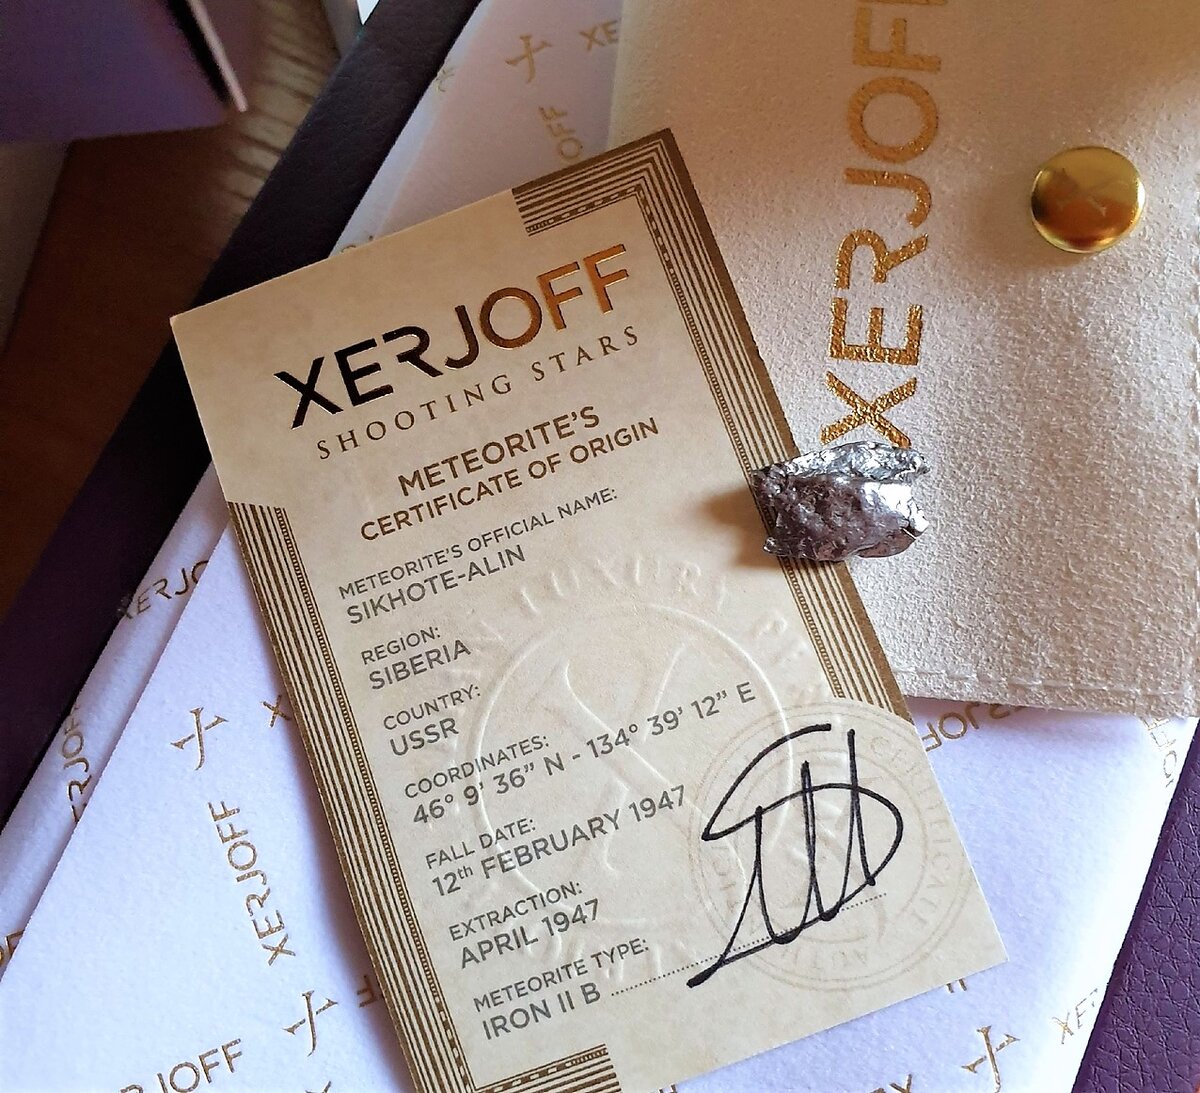 XERJOFF
SHOOTING STARS
METEORITE'S
CERTIFICATE OF ORIGIN
METEORITE'S OFFICIAL NAME:
SIKHOTE-ALIN
REGION:
SIBERIA
COUNTRY:
USSR
COORDINATES:
46° 9' 36” N - 134° 39' 12” E
FALL DATE:
12th FEBRUARY 1947
EXTRACTION:
APRIL 1947
METEORITE TYPE:
IRON II B
XERJOFF
XERJOFF
XERJOFF